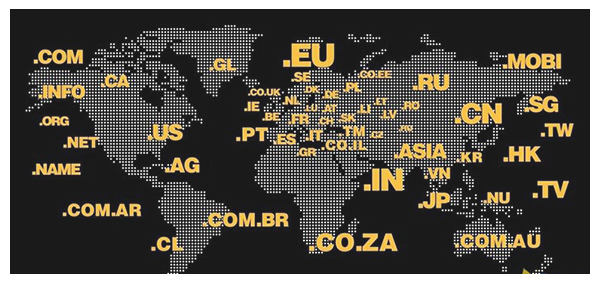 .COM
.INFO
.ORG
.NET
.NAME
.CA
.GL
.US
.AG
.COM.AR
.COM.BR
.CL
.EU
.SE
.CO.EE
.CO.UK
.DK
.DE
.PL
.IE
.NL
.LU
.AT
.LT
.LI
.RO
.BE
.FR
.CH
.SK
.LV
.PT
.ES
.IT
.TM
.CZ
.GR
.CO.IL
.RU
.MOBI
.CN
.SG
.TW
.ASIA
.KR
.HK
.IN
.VN
.JP
.NU
.TV
.CO.ZA
.COM.AU